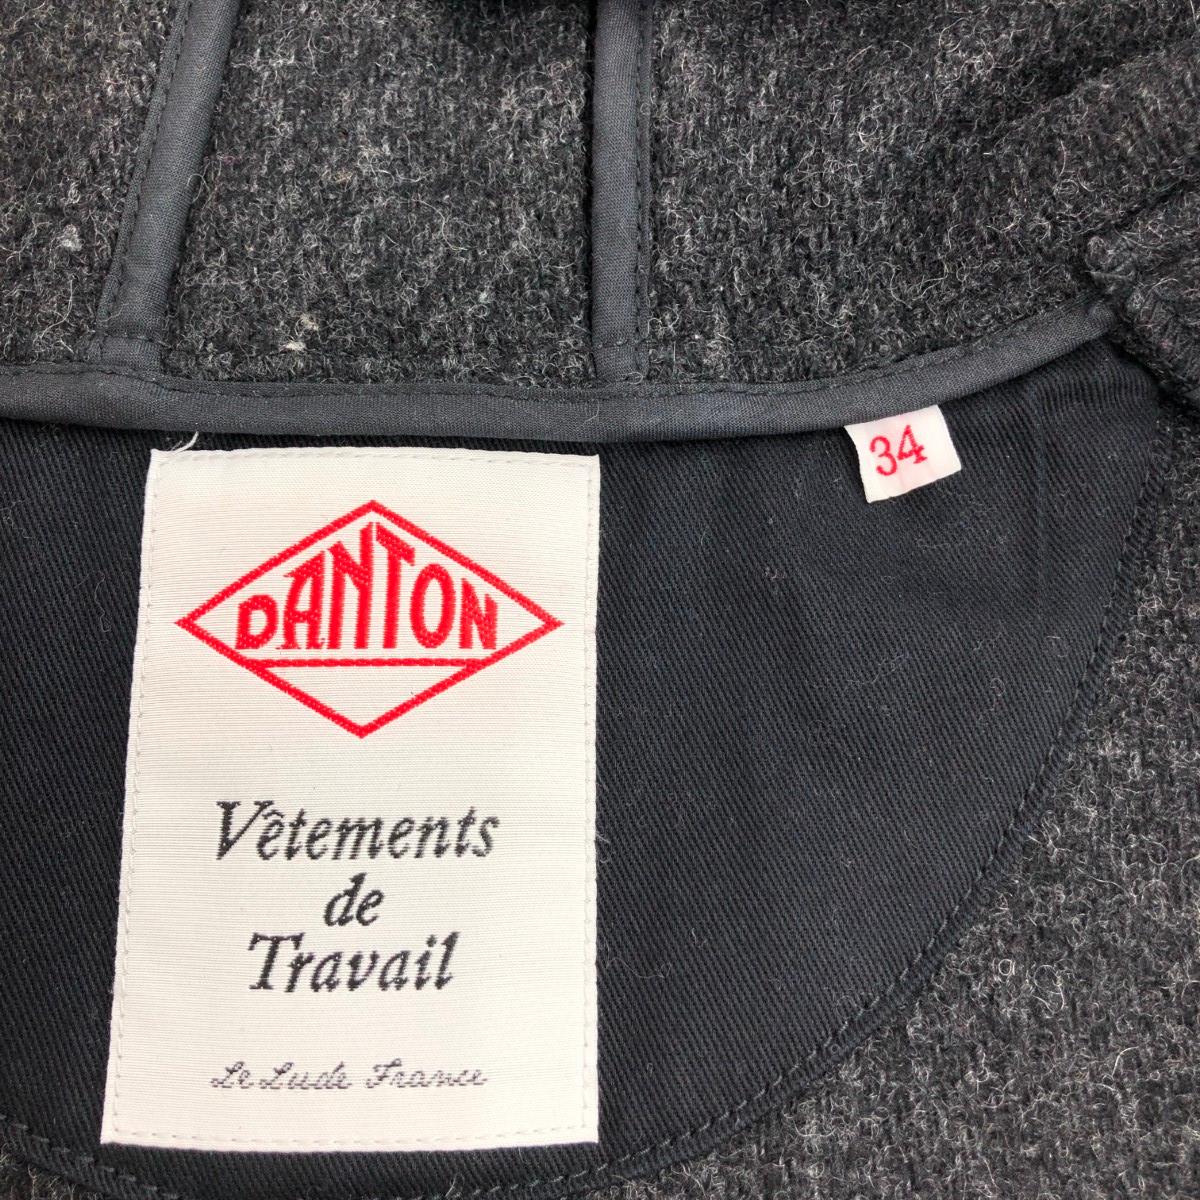 34
DANTON
Vêtements
de
Travail
Le Lude France